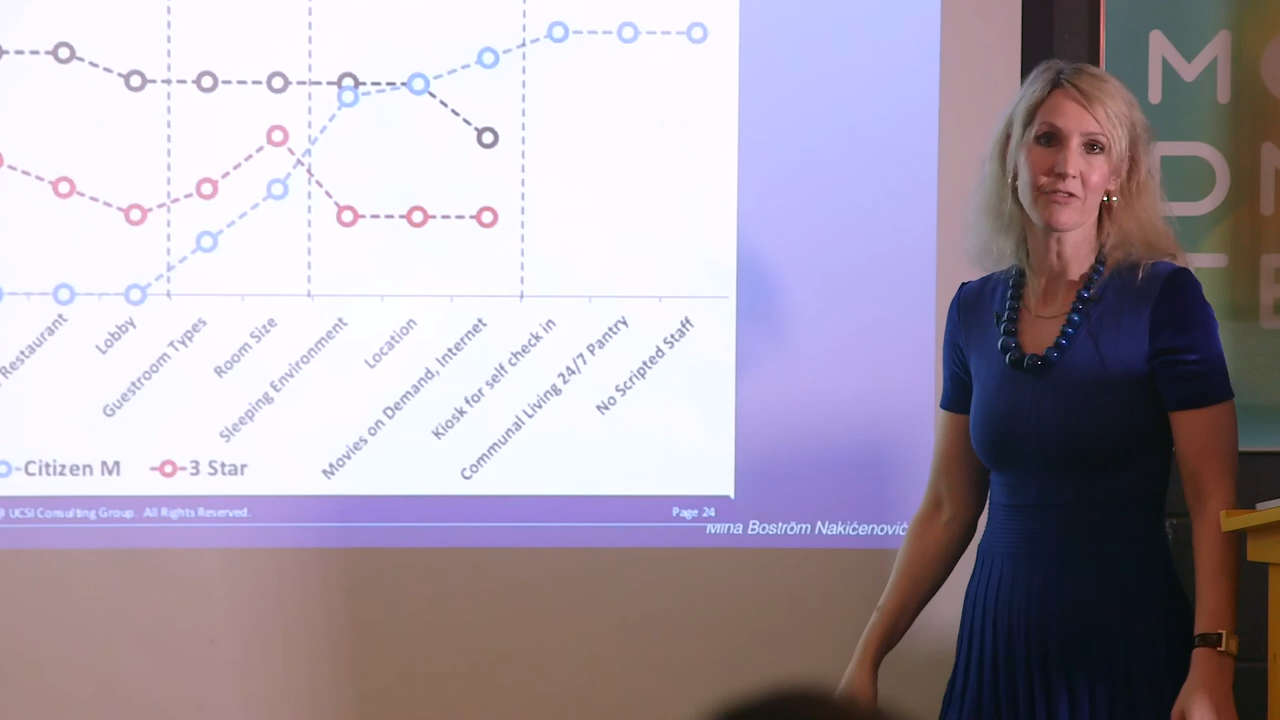 Restaurant
Lobby
Guestroom Types
Room Size
Sleeping Environment
Location
Movies on Demand, Internet
Kiosk for self check in
Communal Living 24/7 Pantry
No Scripted Staff
Citizen M
3 Star
@ UCSI Consulting Group. All Rights Reserved.
Page 24
Mina Boström Nakićenović
M
D
E